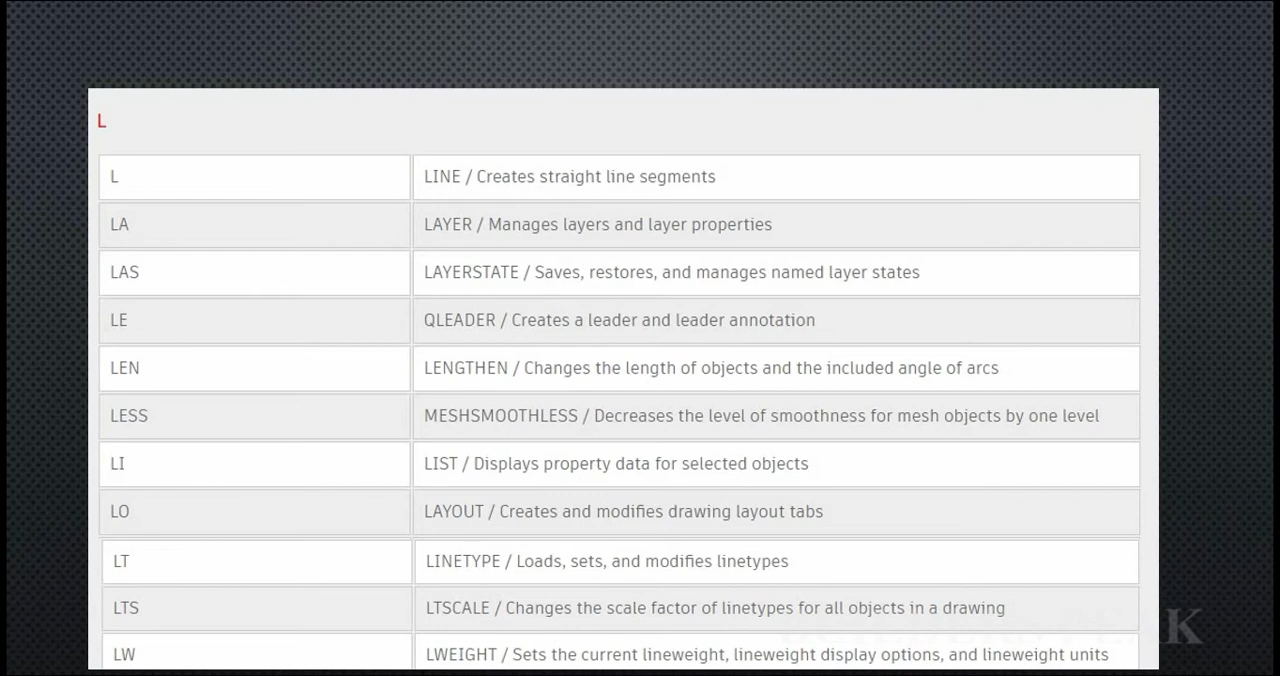 L
L LINE / Creates straight line segments
LA LAYER / Manages layers and layer properties
LAS LAYERSTATE / Saves, restores, and manages named layer states
LE QLEADER / Creates a leader and leader annotation
LEN LENGTHEN / Changes the length of objects and the included angle of arcs
LESS MESHSMOOTHLESS / Decreases the level of smoothness for mesh objects by one level
LI LIST / Displays property data for selected objects
LO LAYOUT / Creates and modifies drawing layout tabs
LT LINETYPE / Loads, sets, and modifies linetypes
LTS LTSCALE / Changes the scale factor of linetypes for all objects in a drawing
LW LWEIGHT / Sets the current lineweight, lineweight display options, and lineweight units